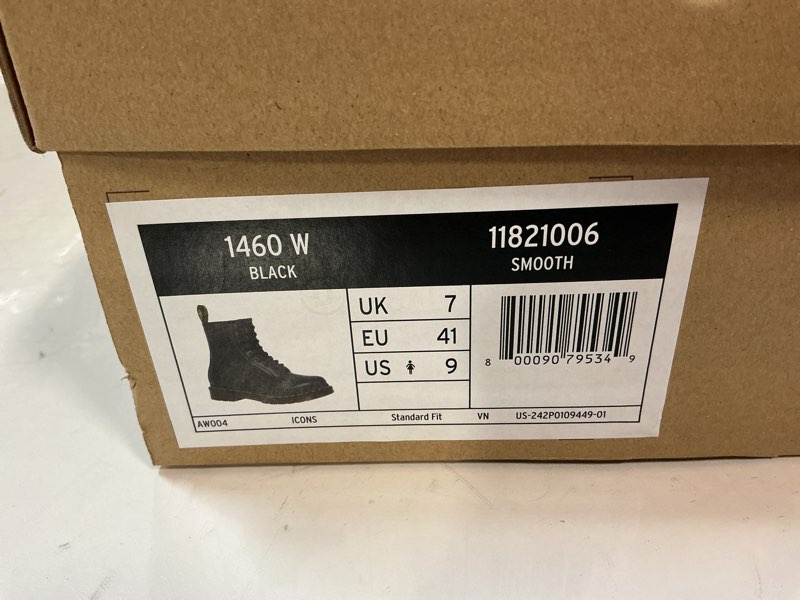 1460 W
BLACK
11821006
SMOOTH
UK 7
EU 41
US 9
8 00090 79534 9
AW004 ICONS Standard Fit VN US-242P0109449-01